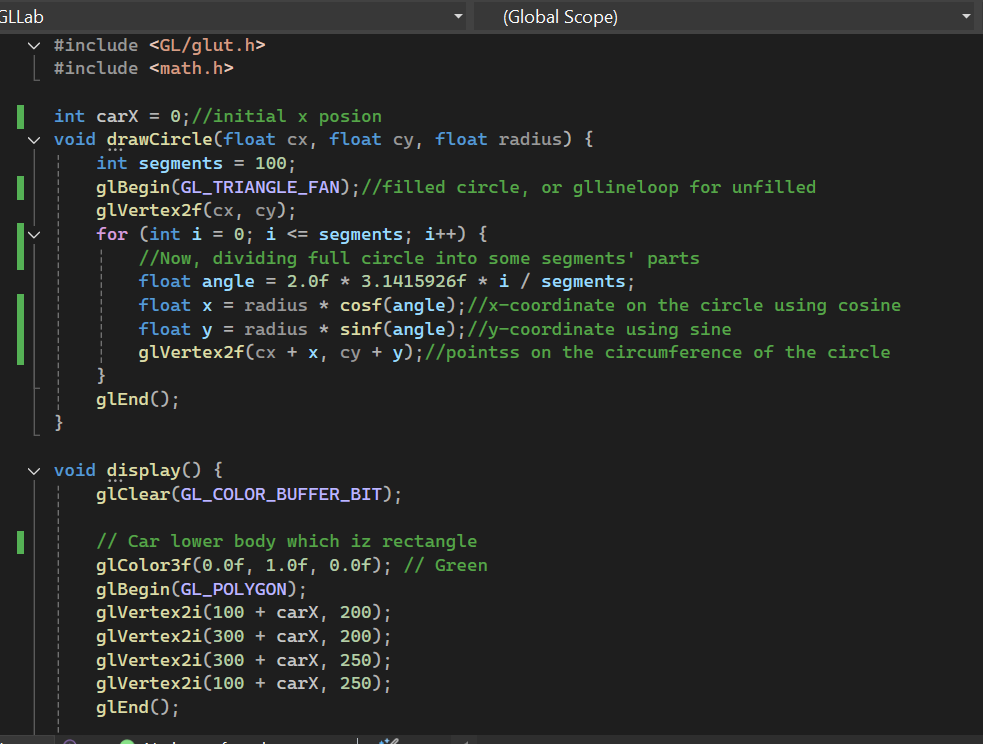 GLLab (Global Scope)
#include <GL/glut.h>
#include <math.h>
int carX = 0;//initial x posion
void drawCircle(float cx, float cy, float radius) {
int segments = 100;
glBegin(GL_TRIANGLE_FAN);//filled circle, or gllineloop for unfilled
glVertex2f(cx, cy);
for (int i = 0; i <= segments; i++) {
//Now, dividing full circle into some segments' parts
float angle = 2.0f * 3.1415926f * i / segments;
float x = radius * cosf(angle);//x-coordinate on the circle using cosine
float y = radius * sinf(angle);//y-coordinate using sine
glVertex2f(cx + x, cy + y);//pointss on the circumference of the circle
}
glEnd();
}
void display() {
glClear(GL_COLOR_BUFFER_BIT);
// Car lower body which iz rectangle
glColor3f(0.0f, 1.0f, 0.0f); // Green
glBegin(GL_POLYGON);
glVertex2i(100 + carX, 200);
glVertex2i(300 + carX, 200);
glVertex2i(300 + carX, 250);
glVertex2i(100 + carX, 250);
glEnd();